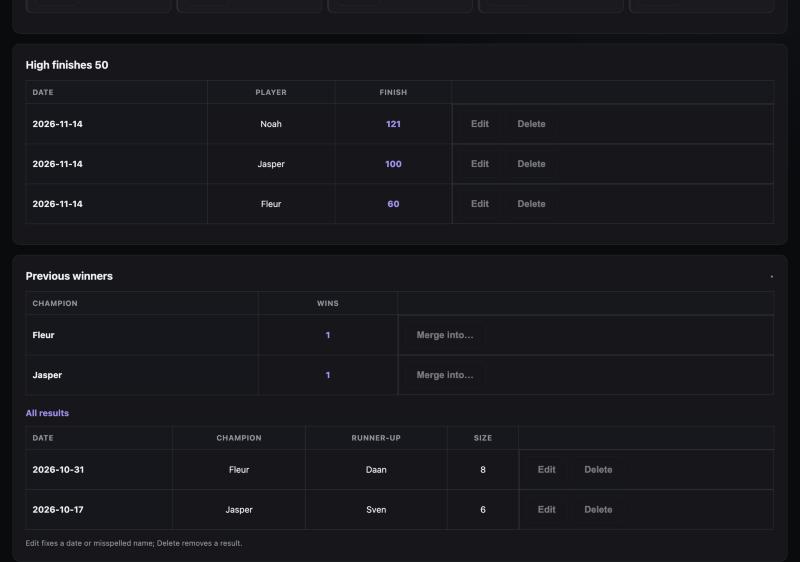 High finishes 50
DATE PLAYER FINISH
2026-11-14 Noah 121 Edit Delete
2026-11-14 Jasper 100 Edit Delete
2026-11-14 Fleur 60 Edit Delete
Previous winners
CHAMPION WINS
Fleur 1 Merge into...
Jasper 1 Merge into...
All results
DATE CHAMPION RUNNER-UP SIZE
2026-10-31 Fleur Daan 8 Edit Delete
2026-10-17 Jasper Sven 6 Edit Delete
Edit fixes a date or misspelled name; Delete removes a result.